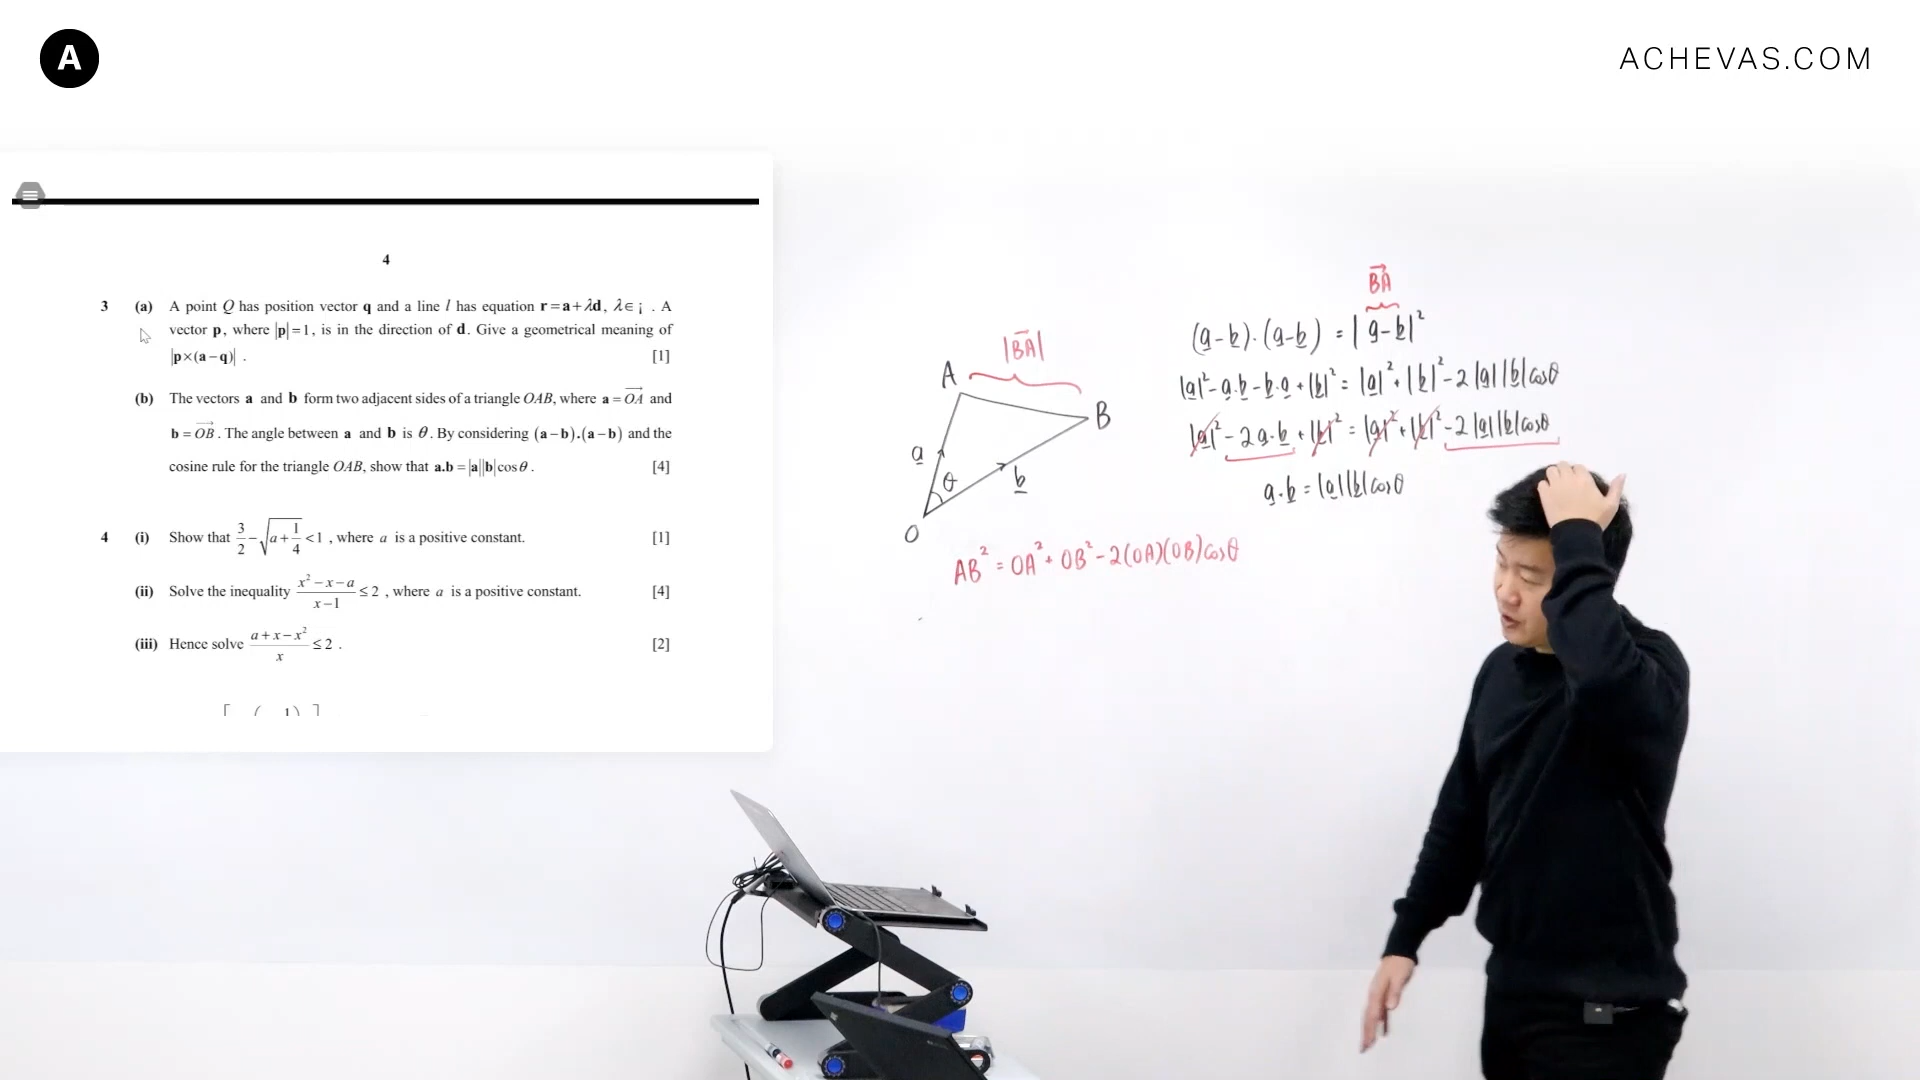 A
ACHEVAS.COM
4
3 (a) A point Q has position vector q and a line l has equation r = a + λd, λ∈ ¡ . A
vector p, where |p| = 1, is in the direction of d. Give a geometrical meaning of
|p×(a−q)| . [1]
(b) The vectors a and b form two adjacent sides of a triangle OAB, where a = \overrightarrow{OA} and
b = \overrightarrow{OB}. The angle between a and b is θ. By considering (a−b).(a−b) and the
cosine rule for the triangle OAB, show that a.b = |a||b|cosθ . [4]
4 (i) Show that 3/2 − √(a + 1/4) < 1 , where a is a positive constant. [1]
(ii) Solve the inequality (x² − x − a)/(x − 1) ≤ 2 , where a is a positive constant. [4]
(iii) Hence solve (a + x − x²)/x ≤ 2 . [2]
|\overrightarrow{BA}|
A
B
a
θ
b
O
AB² = OA² + OB² − 2(OA)(OB)cosθ
\overrightarrow{BA}
(a−b)·(a−b) = |a−b|²
|a|² − a·b − b·a + |b|² = |a|² + |b|² − 2|a||b|cosθ
|a|² − 2a·b + |b|² = |a|² + |b|² − 2|a||b|cosθ
a·b = |a||b|cosθ